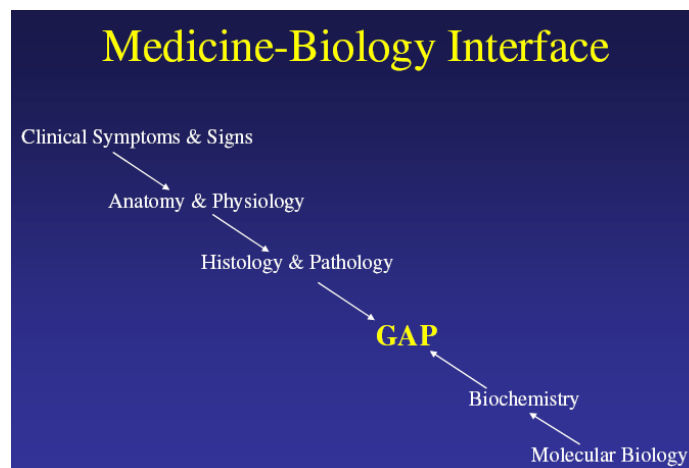 Medicine-Biology Interface
Clinical Symptoms & Signs
Anatomy & Physiology
Histology & Pathology
GAP
Biochemistry
Molecular Biology